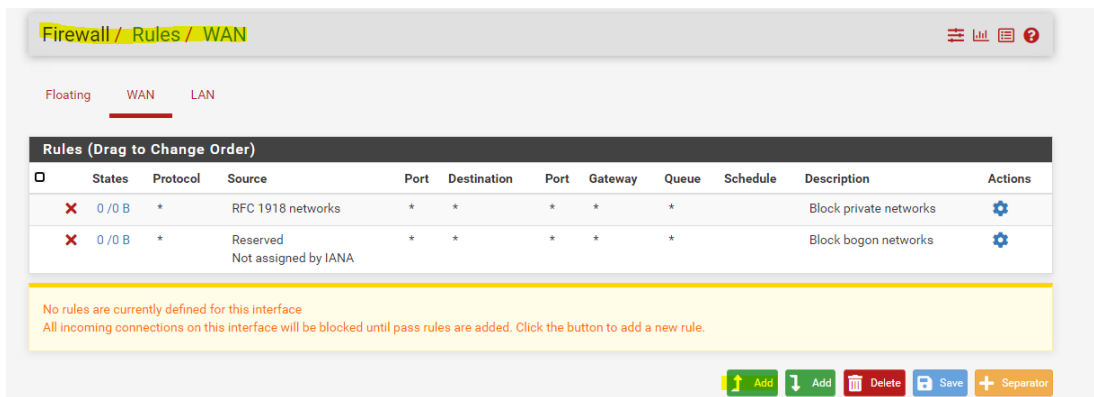 Firewall / Rules / WAN
Floating WAN LAN
Rules (Drag to Change Order)
States Protocol Source Port Destination Port Gateway Queue Schedule Description Actions
0 /0 B * RFC 1918 networks * * * * * Block private networks
0 /0 B * Reserved * * * * * Block bogon networks
Not assigned by IANA
No rules are currently defined for this interface
All incoming connections on this interface will be blocked until pass rules are added. Click the button to add a new rule.
Add Add Delete Save Separator